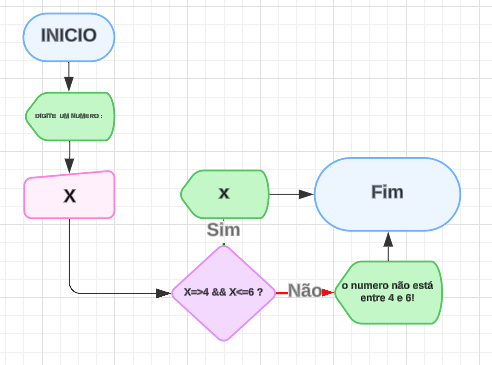 INICIO
DIGITE UM NUMERO :
X
x
Fim
Sim
X=>4 && X<=6 ?
Não
o numero não está
entre 4 e 6!